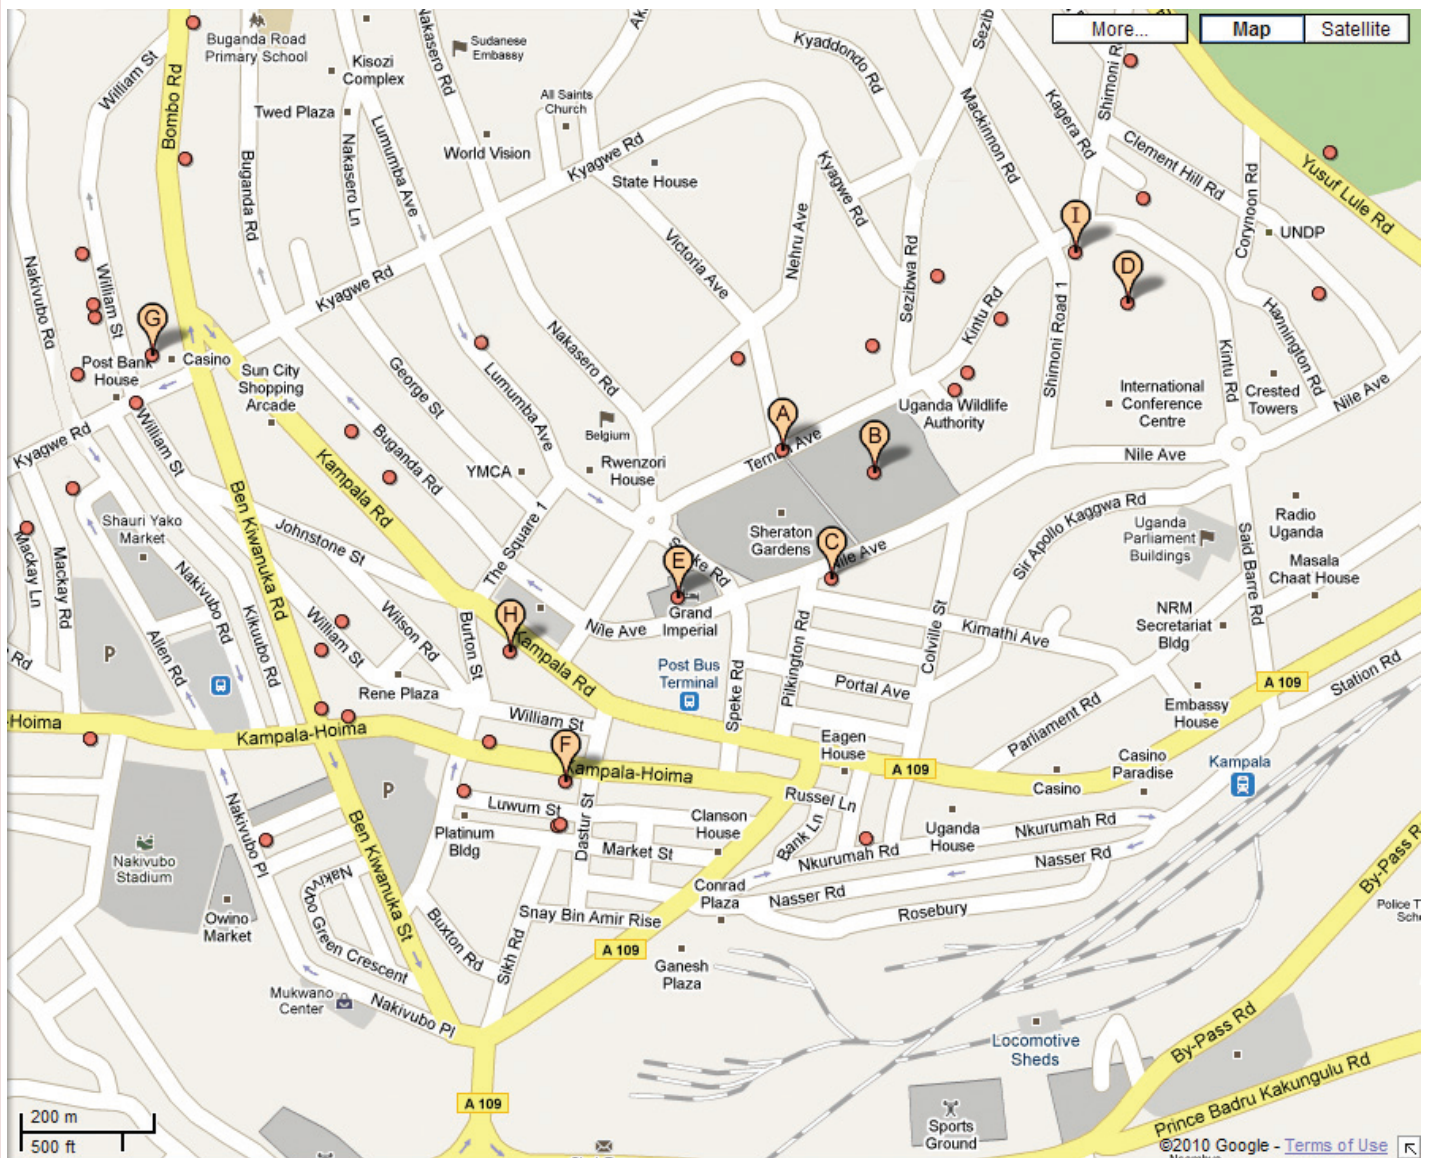 More...
Map
Satellite
Buganda Road
Primary School
Sudanese
Embassy
Kyaddondo Rd
Sezib
Shimoni R
William St
Bombo Rd
Nakasero Rd
Kisozi
Complex
Twed Plaza
Nakasero Ln
Lumumba Ave
All Saints
Church
World Vision
Kyagwe Rd
State House
Mackinnon Rd
Kagera Rd
Clement Hill Rd
Yusuf Lule Rd
Buganda Rd
Kyagwe Rd
Nehru Ave
Victoria Ave
Sezibwa Rd
Corynoon Rd
UNDP
I
D
Nakivubo Rd
William St
Kyagwe Rd
G
Post Bank
House
Casino
Sun City
Shopping
Arcade
George St
Lumumba Ave
Nakasero Rd
Kintu Rd
Shimoni Road 1
Kintu Rd
Hannington Rd
International
Conference
Centre
Crested
Towers
Nile Ave
Uganda Wildlife
Authority
A
B
Belgium
Kyagwe Rd
William St
Kampala Rd
Buganda Rd
YMCA
Rwenzori
House
Nile Ave
Shauri Yako
Market
Ben Kiwanuka Rd
Johnstone St
The Square 1
Sheraton
Gardens
C
Nile Ave
Sir Apollo Kaggwa Rd
Uganda
Parliament
Buildings
Said Barre Rd
Radio
Uganda
Masala
Chaat House
Mackay Ln
Mackay Rd
Nakivubo Rd
Kikuubo Rd
E
Grand
Imperial
H
Nile Ave
Kimathi Ave
NRM
Secretariat
Bldg
Rd
P
Allen Rd
William St
Wilson Rd
Burton St
Kampala Rd
Post Bus
Terminal
Speke Rd
Pilkington Rd
Colville St
Portal Ave
A 109
Station Rd
Rene Plaza
-Hoima
Kampala-Hoima
William St
Embassy
House
Parliament Rd
Eagen
House
A 109
F
Kampala-Hoima
Casino
Paradise
Casino
Kampala
P
Luwum St
Dastur St
Russel Ln
Clanson
House
Bank Ln
Uganda
House
Nkurumah Rd
Nkurumah Rd
Nasser Rd
Platinum
Bldg
Market St
Nakivubo
Stadium
Nakivubo Pl
Ben Kiwanuka St
Conrad
Plaza
Nasser Rd
Rosebury
By-Pass R
Police T
Sch
Owino
Market
Nakivubo Green Crescent
Buxton Rd
Snay Bin Amir Rise
Sikh Rd
A 109
Ganesh
Plaza
Mukwano
Center
Nakivubo Pl
Locomotive
Sheds
By-Pass Rd
Prince Badru Kakungulu Rd
A 109
Sports
Ground
200 m
500 ft
©2010 Google - Terms of Use